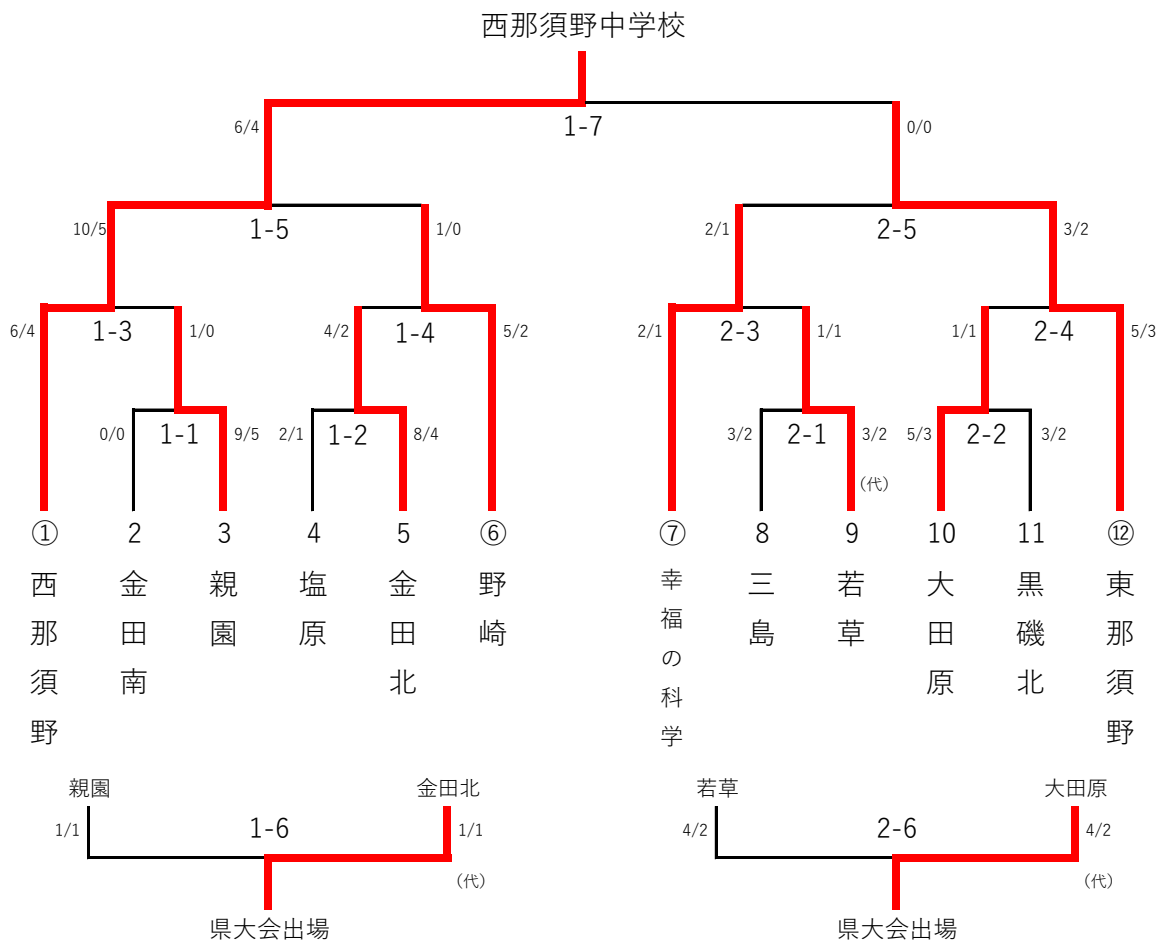 西那須野中学校
6/4 1-7 0/0
10/5 1-5 1/0 2/1 2-5 3/2
6/4 1-3 1/0 4/2 1-4 5/2 2/1 2-3 1/1 1/1 2-4 5/3
0/0 1-1 9/5 2/1 1-2 8/4 3/2 2-1 3/2 5/3 2-2 3/2
（代）
① 2 3 4 5 ⑥ ⑦ 8 9 10 11 ⑫
西那須野
金田南
親園
塩原
金田北
野崎
幸福の科学
三島
若草
大田原
黒磯北
東那須野
親園 金田北 若草 大田原
1/1 1-6 1/1 4/2 2-6 4/2
（代） （代）
県大会出場 県大会出場